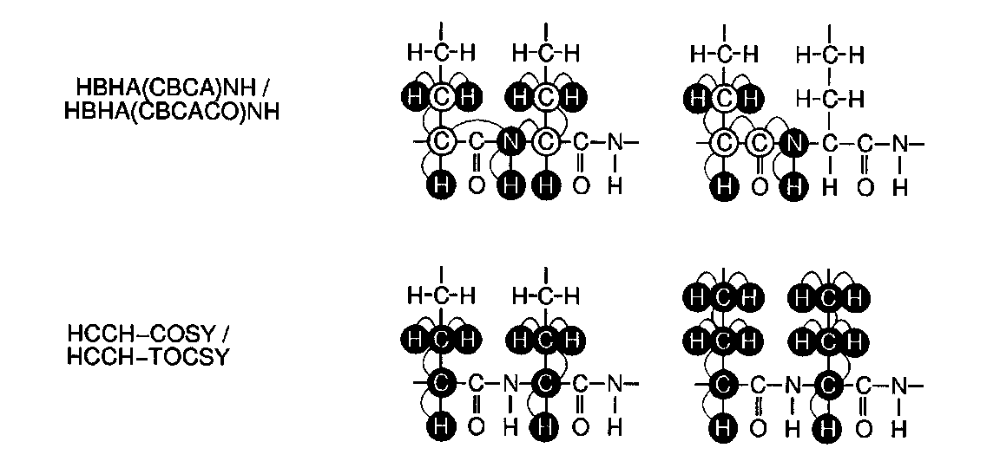 HBHA(CBCA)NH /
HBHA(CBCACO)NH
H-C-H H-C-H H-C-H H-C-H
H C H H C H H C H H-C-H
C C N C C N C C N C C N
H O H H O H H O H H O H
HCCH-COSY /
HCCH-TOCSY
H-C-H H-C-H H C H H C H
H C H H C H H C H H C H
C C N C C N C C N C C N
H O H H O H H O H H O H